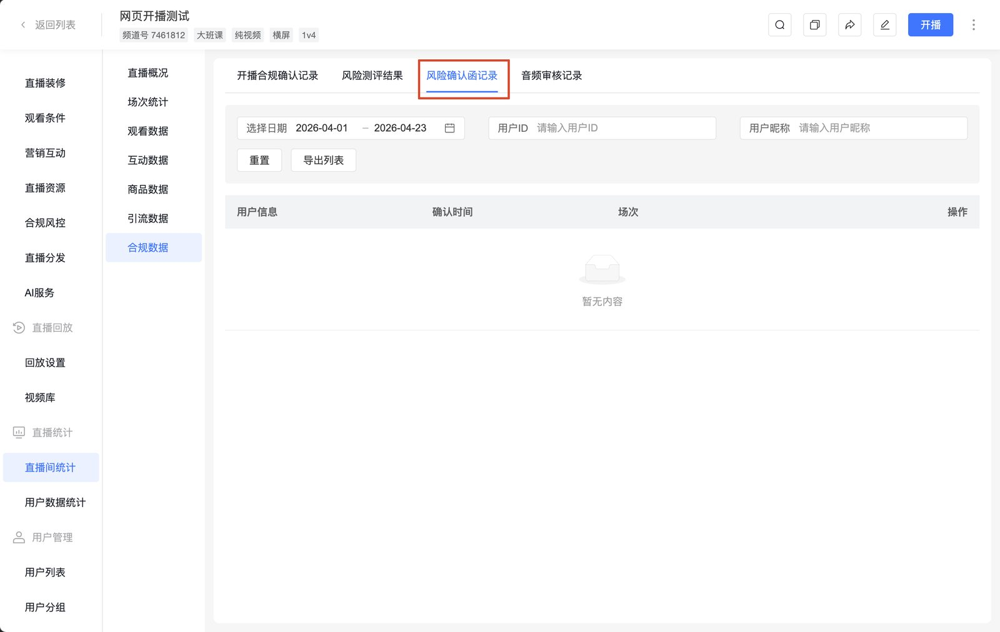 返回列表
网页开播测试
频道号 7461812 大班课 纯视频 横屏 1v4
开播
直播装修
观看条件
营销互动
直播资源
合规风控
直播分发
AI服务
直播回放
回放设置
视频库
直播统计
直播间统计
用户数据统计
用户管理
用户列表
用户分组
直播概况
场次统计
观看数据
互动数据
商品数据
引流数据
合规数据
开播合规确认记录 风险测评结果 风险确认函记录 音频审核记录
选择日期 2026-04-01 – 2026-04-23 用户ID 请输入用户ID 用户昵称 请输入用户昵称
重置 导出列表
用户信息 确认时间 场次 操作
暂无内容